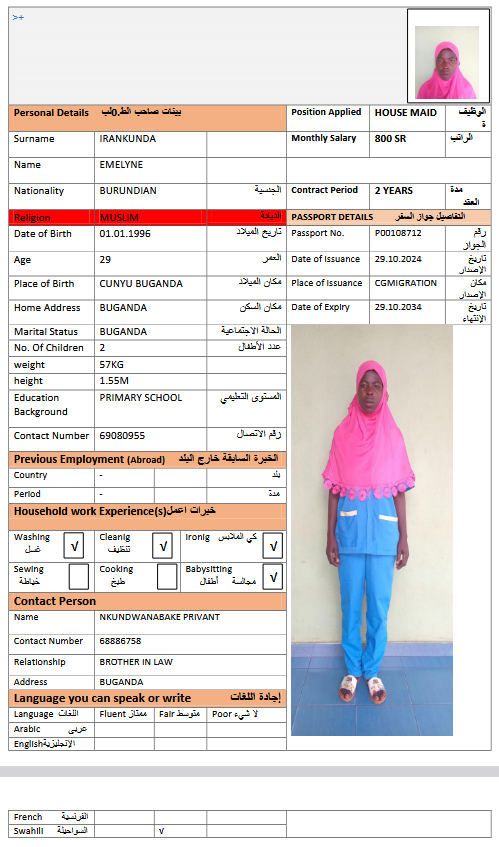 >+
Personal Details بيئات صاحب الطـ0لب
Position Applied HOUSE MAID الوظيفة
Surname IRANKUNDA
Monthly Salary 800 SR الراتب
Name EMELYNE
Nationality BURUNDIAN الجنسية
Contract Period 2 YEARS مدة العقد
Religion MUSLIM الديانة
PASSPORT DETAILS التفاصيل جواز السفر
Date of Birth 01.01.1996 تاريخ الميلاد
Passport No. P00108712 رقم الجواز
Age 29 العمر
Date of Issuance 29.10.2024 تاريخ الإصدار
Place of Birth CUNYU BUGANDA مكان الميلاد
Place of Issuance CGMIGRATION مكان الإصدار
Home Address BUGANDA مكان السكن
Date of Expiry 29.10.2034 تاريخ الإنتهاء
Marital Status BUGANDA الحالة الاجتماعية
No. Of Children 2 عدد الأطفال
weight 57KG
height 1.55M
Education Background PRIMARY SCHOOL المستوى التعليمي
Contact Number 69080955 رقم الاتصال
Previous Employment (Abroad) الخبرة السابقة خارج البلد
Country - بلد
Period - مدة
Household work Experience(s) خبرات اعمل
Washing غسل √ Cleanig تنظيف √ Ironig كي الملابس √
Sewing خياطة Cooking طبخ Babysitting مجالسة أطفال √
Contact Person
Name NKUNDWANABAKE PRIVANT
Contact Number 68886758
Relationship BROTHER IN LAW
Address BUGANDA
Language you can speak or write إجادة اللغات
Language اللغات Fluent ممتاز Fair متوسط Poor لا شيء
Arabic عربى
English الإنجليزية
French الفرنسية
Swahili السواحيلة √